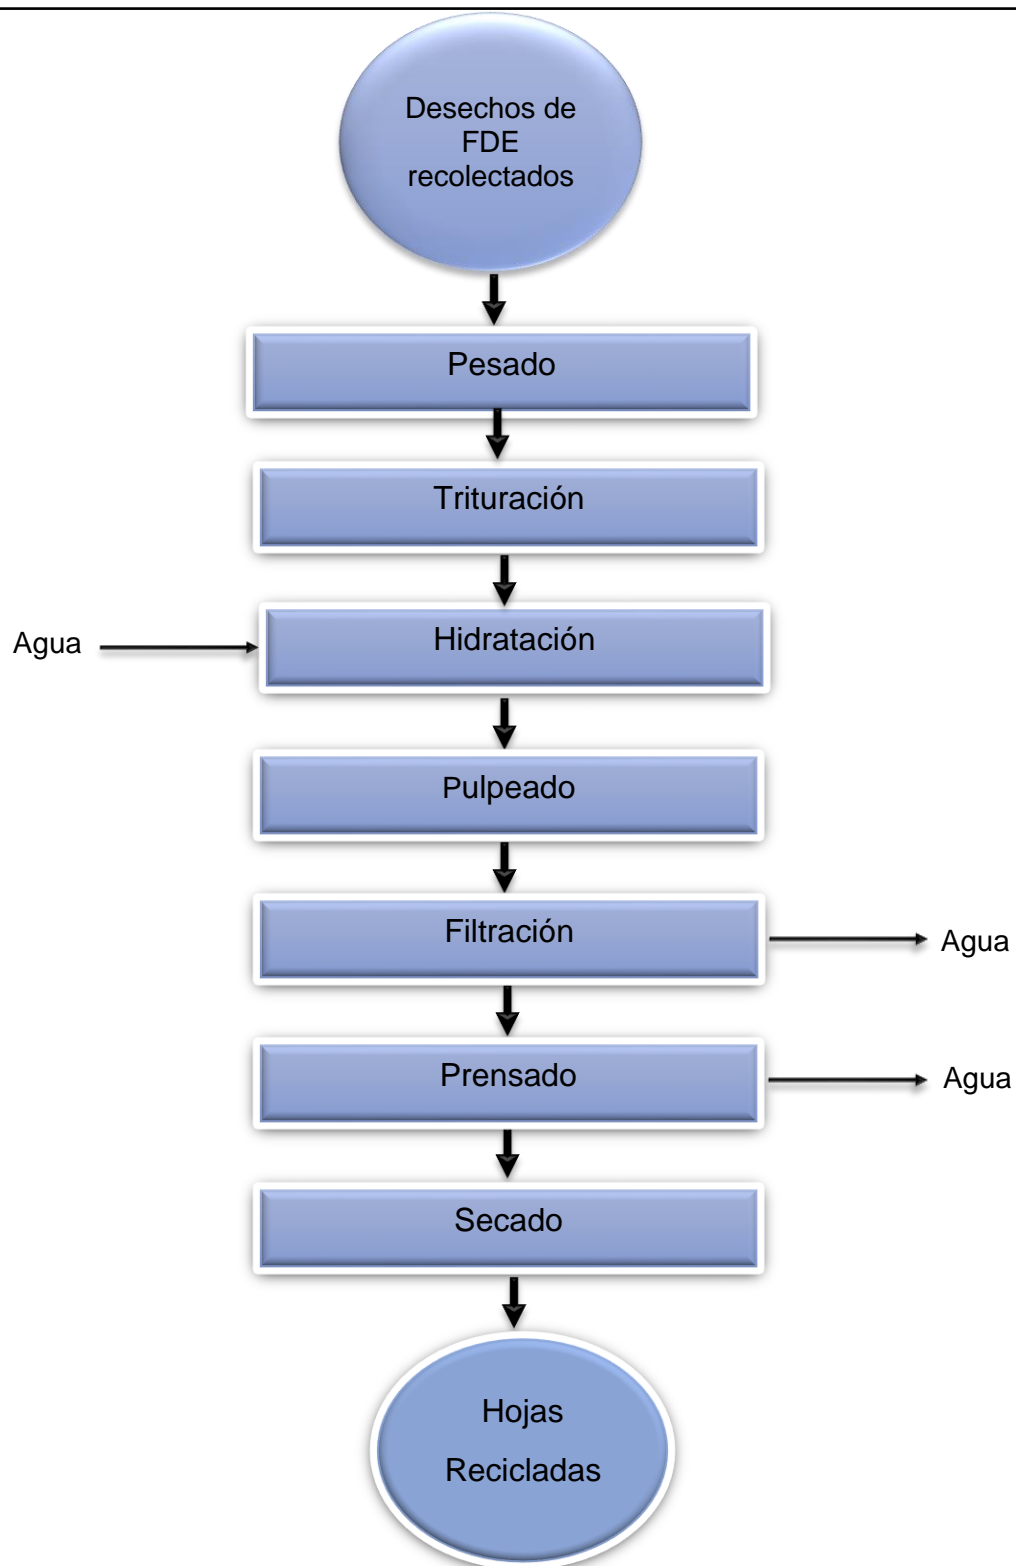 Desechos de
FDE
recolectados
Pesado
Trituración
Agua
Hidratación
Pulpeado
Filtración
Agua
Prensado
Agua
Secado
Hojas
Recicladas